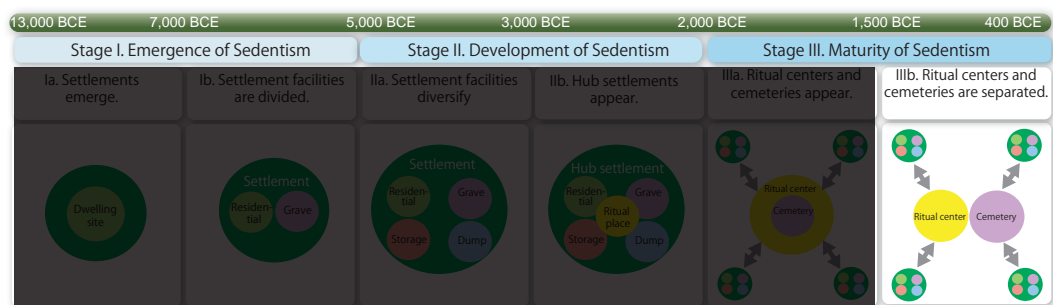 13,000 BCE 7,000 BCE 5,000 BCE 3,000 BCE 2,000 BCE 1,500 BCE 400 BCE
Stage I. Emergence of Sedentism
Stage II. Development of Sedentism
Stage III. Maturity of Sedentism
Ia. Settlements
emerge.
Ib. Settlement facilities
are divided.
IIa. Settlement facilities
diversify
IIb. Hub settlements
appear.
IIIa. Ritual centers and
cemeteries appear.
IIIb. Ritual centers and
cemeteries are separated.
Dwelling
site
Settlement
Residen-
tial
Grave
Settlement
Residen-
tial
Grave
Storage
Dump
Hub settlement
Residen-
tial
Grave
Ritual
place
Storage
Dump
Ritual center
Cemetery
Ritual center
Cemetery